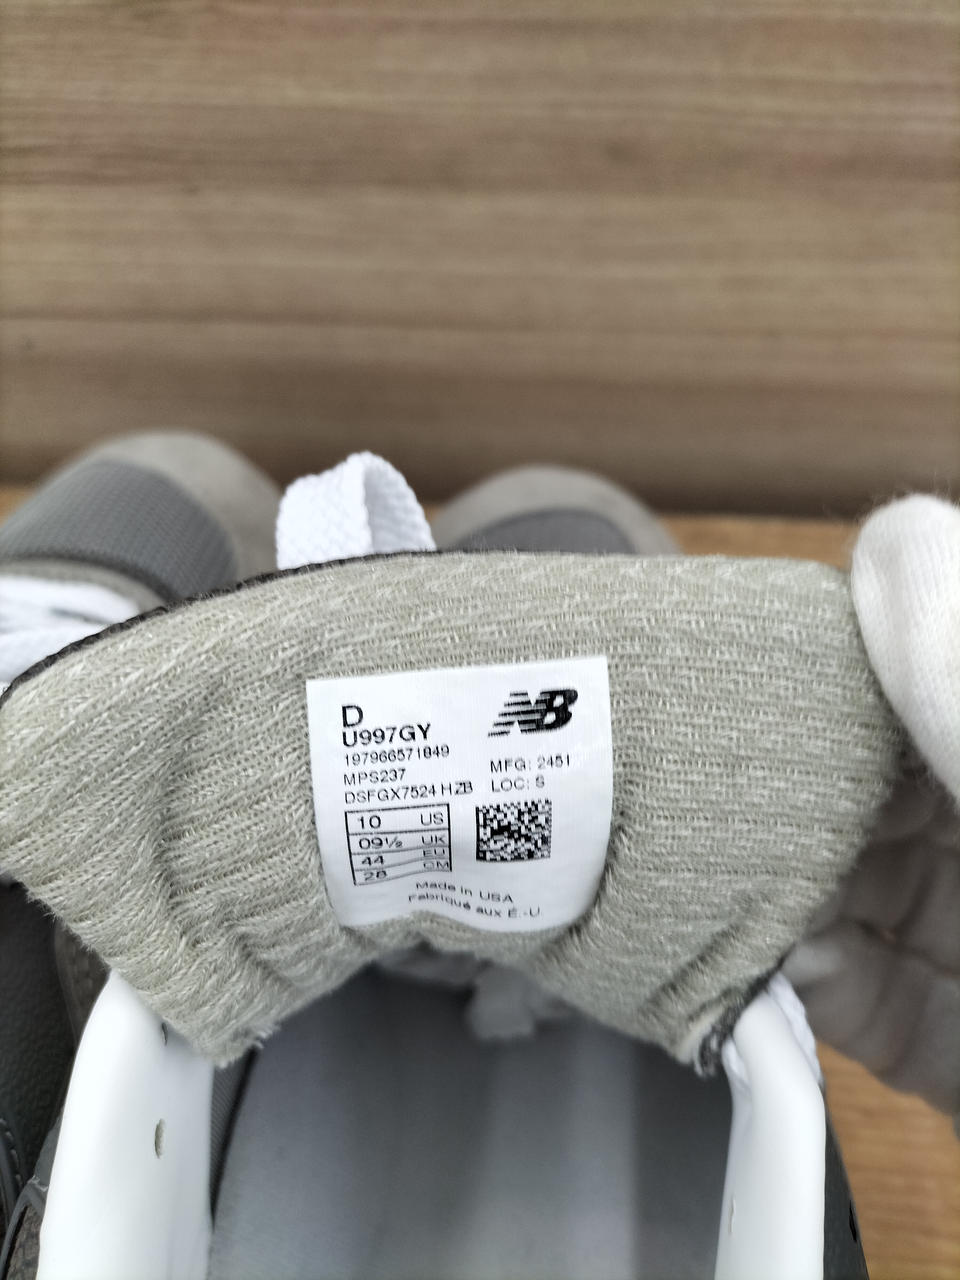 D
U997GY
197966571849
MPS237
DSFGX7524 HZB
NB
MFG: 2451
LOC: S
10 US
09½ UK
44 EU
28 CM
Made in USA
Fabriqué aux É.-U.